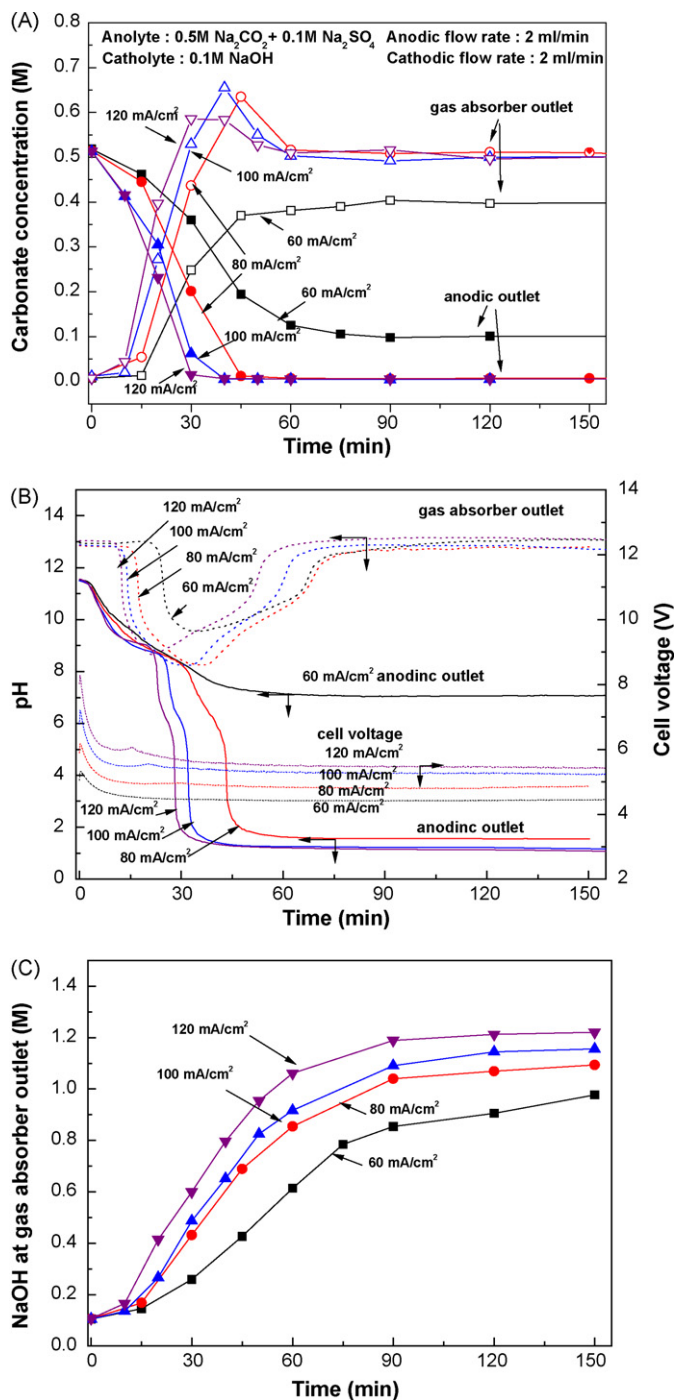 (A)
Anolyte : 0.5M Na₂CO₂+ 0.1M Na₂SO₄ Anodic flow rate : 2 ml/min
Catholyte : 0.1M NaOH Cathodic flow rate : 2 ml/min
Carbonate concentration (M)
0.8
0.7
0.6
0.5
0.4
0.3
0.2
0.1
0.0
120 mA/cm²
100 mA/cm²
gas absorber outlet
60 mA/cm²
80 mA/cm²
60 mA/cm²
anodic outlet
100 mA/cm²
120 mA/cm²
0 30 60 90 120 150
Time (min)
(B)
pH
14
12
10
8
6
4
2
0
120 mA/cm²
100 mA/cm²
80 mA/cm²
60 mA/cm²
gas absorber outlet
60 mA/cm² anodinc outlet
cell voltage
120 mA/cm²
100 mA/cm²
80 mA/cm²
60 mA/cm²
120 mA/cm²
100 mA/cm²
80 mA/cm²
anodinc outlet
14
12
10
8
6
4
2
Cell voltage (V)
0 30 60 90 120 150
Time (min)
(C)
NaOH at gas absorber outlet (M)
1.4
1.2
1.0
0.8
0.6
0.4
0.2
0.0
120 mA/cm²
100 mA/cm²
80 mA/cm²
60 mA/cm²
0 30 60 90 120 150
Time (min)